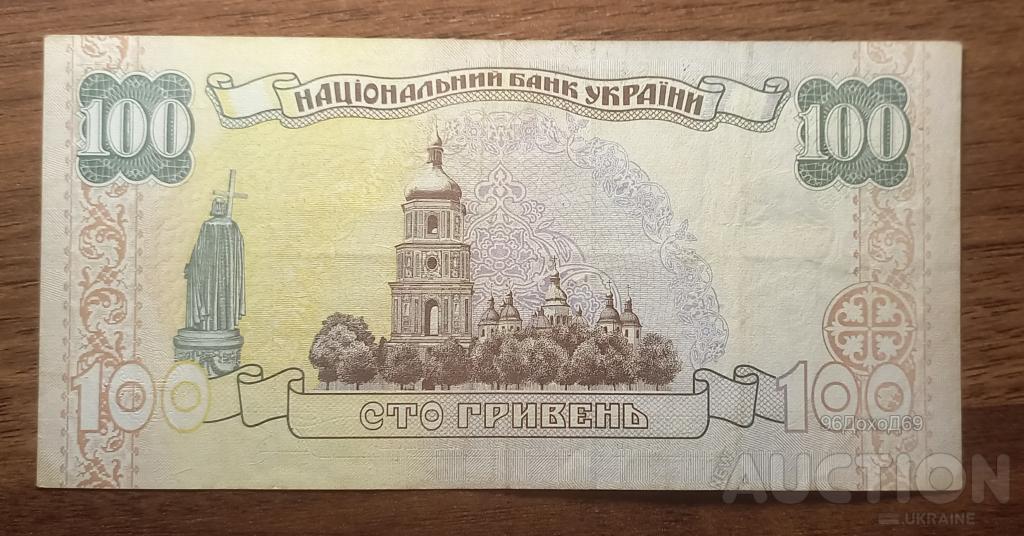 НАЦІОНАЛЬНИЙ БАНК УКРАЇНИ
100
100
100
СТО ГРИВЕНЬ
100
96ДохоД69
AUCTION
.UKRAINE